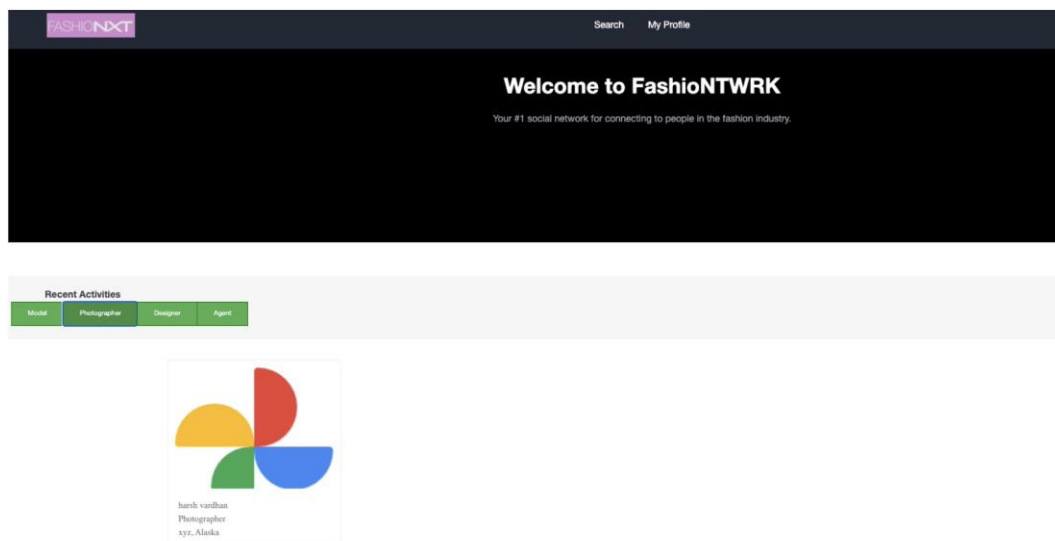 FASHIONXT
Search My Profile
Welcome to FashioNTWRK
Your #1 social network for connecting to people in the fashion industry.
Recent Activities
Model Photographer Designer Agent
harsh vardhan
Photographer
xyz, Alaska